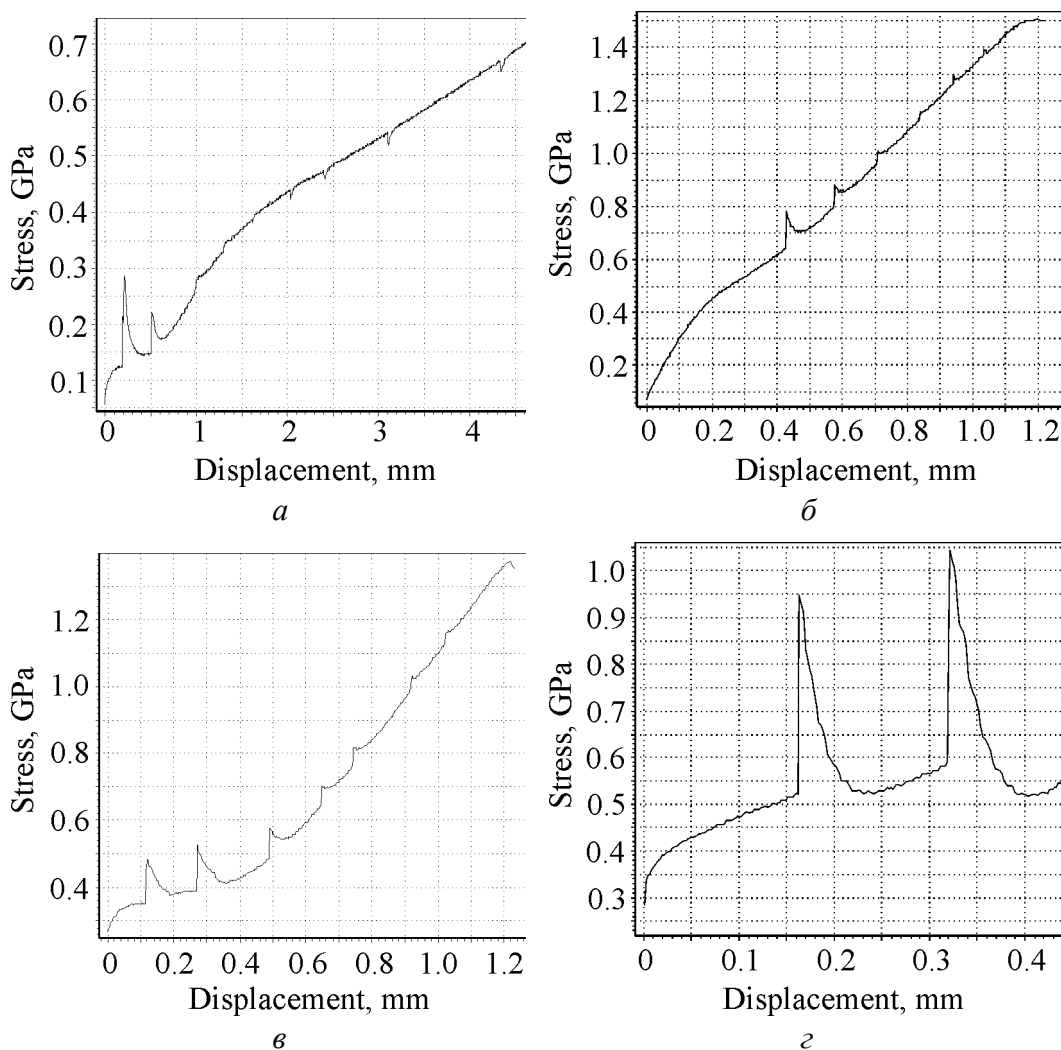 0.7
0.6
0.5
0.4
0.3
0.2
0.1
Stress, GPa
0 1 2 3 4
Displacement, mm
а
1.4
1.2
1.0
0.8
0.6
0.4
0.2
Stress, GPa
0 0.2 0.4 0.6 0.8 1.0 1.2
Displacement, mm
б
1.2
1.0
0.8
0.6
0.4
Stress, GPa
0 0.2 0.4 0.6 0.8 1.0 1.2
Displacement, mm
в
1.0
0.9
0.8
0.7
0.6
0.5
0.4
0.3
Stress, GPa
0 0.1 0.2 0.3 0.4
Displacement, mm
г